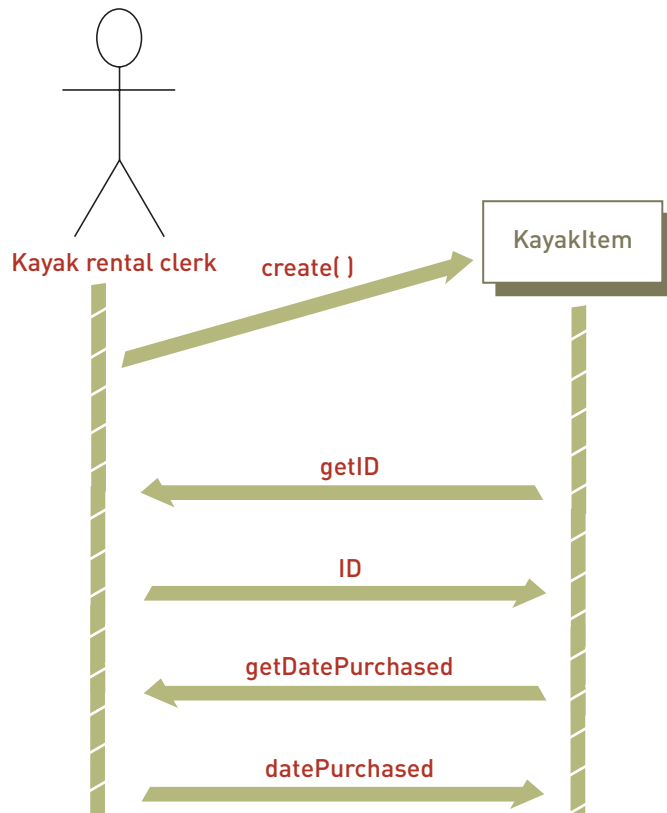 Kayak rental clerk
create( )
KayakItem
getID
ID
getDatePurchased
datePurchased